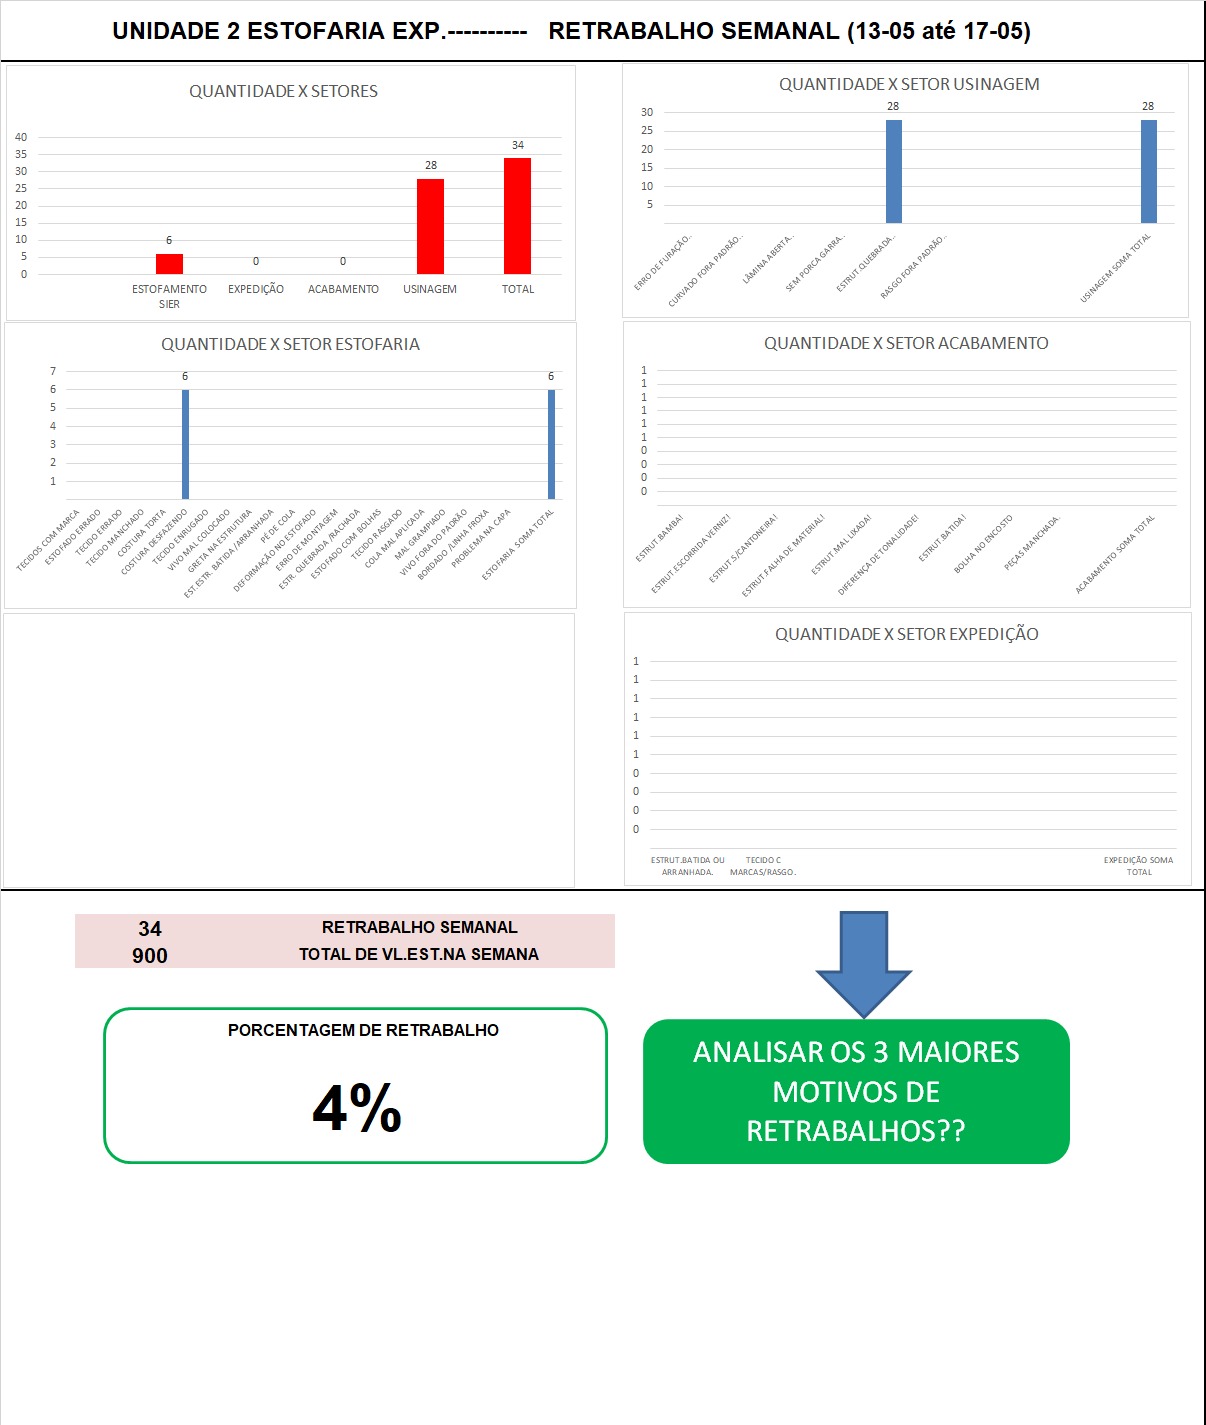 UNIDADE 2 ESTOFARIA EXP.---------- RETRABALHO SEMANAL (13-05 até 17-05)
QUANTIDADE X SETORES
40
35
30
25
20
15
10
5
0
6
0
0
28
34
ESTOFAMENTO SIER
EXPEDIÇÃO
ACABAMENTO
USINAGEM
TOTAL
QUANTIDADE X SETOR USINAGEM
30
25
20
15
10
5
28
28
ERRO DE FURAÇÃO..
CURVADO FORA PADRÃO..
LÂMINA ABERTA..
SEM PORCA GARRA..
ESTRUT.QUEBRADA..
RASGO FORA PADRÃO..
USINAGEM SOMA TOTAL
QUANTIDADE X SETOR ESTOFARIA
7
6
5
4
3
2
1
6
6
TECIDOS COM MARCA
ESTOFADO ERRADO
TECIDO ERRADO
TECIDO MANCHADO
COSTURA TORTA
COSTURA DESFAZENDO
TECIDO ENRUGADO
VIVO MAL COLOCADO
GRETA NA ESTRUTURA
EST.ESTR. BATIDA /ARRANHADA
PÉ DE COLA
DEFORMAÇÃO NO ESTOFADO
ERRO DE MONTAGEM
ESTR. QUEBRADA /RACHADA
ESTOFADO COM BOLHAS
TECIDO RASGADO
COLA MAL APLICADA
MAL GRAMPIADO
VIVO FORA DO PADRÃO
BORDADO /LINHA FROXA
PROBLEMA NA CAPA
ESTOFARIA SOMA TOTAL
QUANTIDADE X SETOR ACABAMENTO
1
1
1
1
1
1
0
0
0
0
ESTRUT.BAMBA!
ESTRUT.ESCORRIDA VERNIZ!
ESTRUT.S/CANTONEIRA!
ESTRUT.FALHA DE MATERIAL!
ESTRUT.MAL LIXADA!
DIFERENÇA DE TONALIDADE!
ESTRUT.BATIDA!
BOLHA NO ENCOSTO
PEÇAS MANCHADA.
ACABAMENTO SOMA TOTAL
QUANTIDADE X SETOR EXPEDIÇÃO
1
1
1
1
1
1
0
0
0
0
ESTRUT.BATIDA OU
ARRANHADA.
TECIDO C
MARCAS/RASGO.
EXPEDIÇÃO SOMA
TOTAL
34 RETRABALHO SEMANAL
900 TOTAL DE VL.EST.NA SEMANA
PORCENTAGEM DE RETRABALHO
4%
ANALISAR OS 3 MAIORES
MOTIVOS DE
RETRABALHOS??